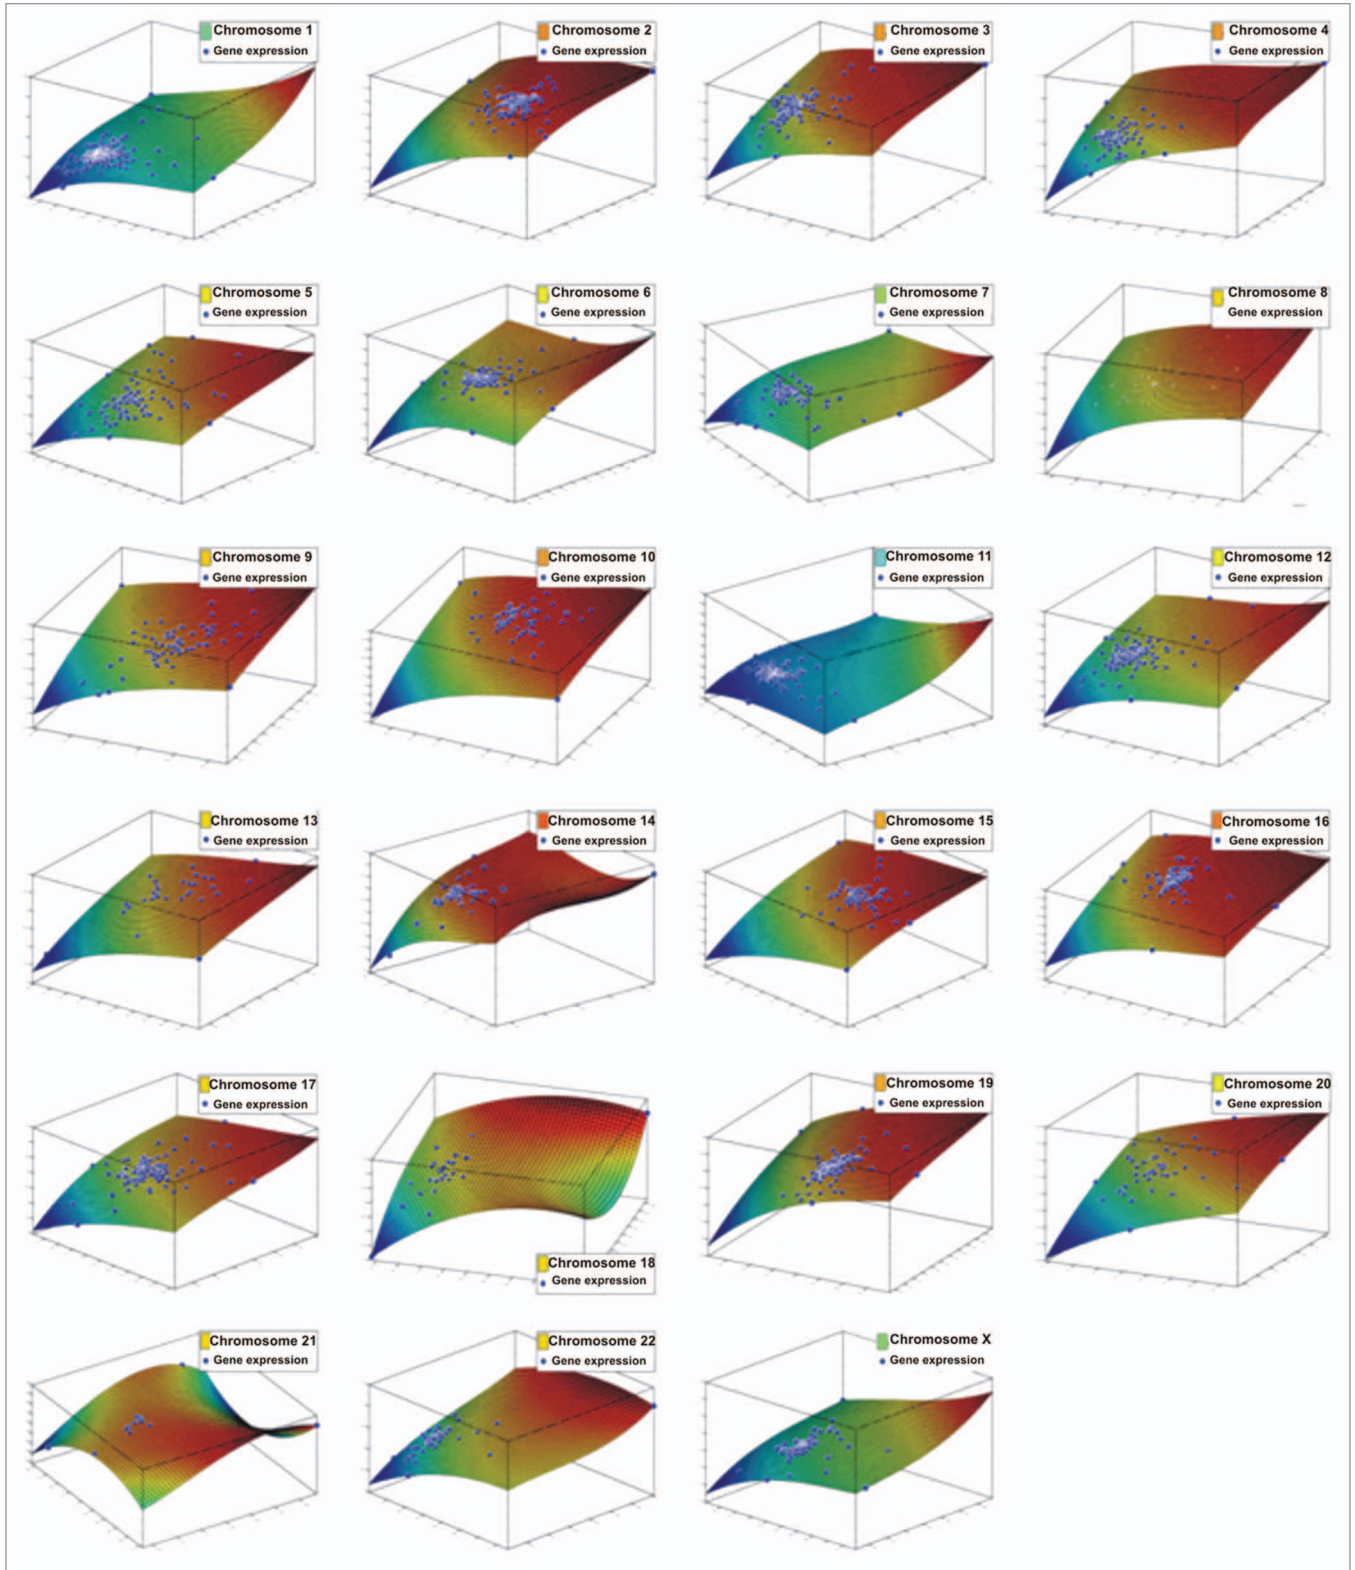 Chromosome 1
Gene expression
Chromosome 2
Gene expression
Chromosome 3
Gene expression
Chromosome 4
Gene expression
Chromosome 5
Gene expression
Chromosome 6
Gene expression
Chromosome 7
Gene expression
Chromosome 8
Gene expression
Chromosome 9
Gene expression
Chromosome 10
Gene expression
Chromosome 11
Gene expression
Chromosome 12
Gene expression
Chromosome 13
Gene expression
Chromosome 14
Gene expression
Chromosome 15
Gene expression
Chromosome 16
Gene expression
Chromosome 17
Gene expression
Chromosome 18
Gene expression
Chromosome 19
Gene expression
Chromosome 20
Gene expression
Chromosome 21
Gene expression
Chromosome 22
Gene expression
Chromosome X
Gene expression